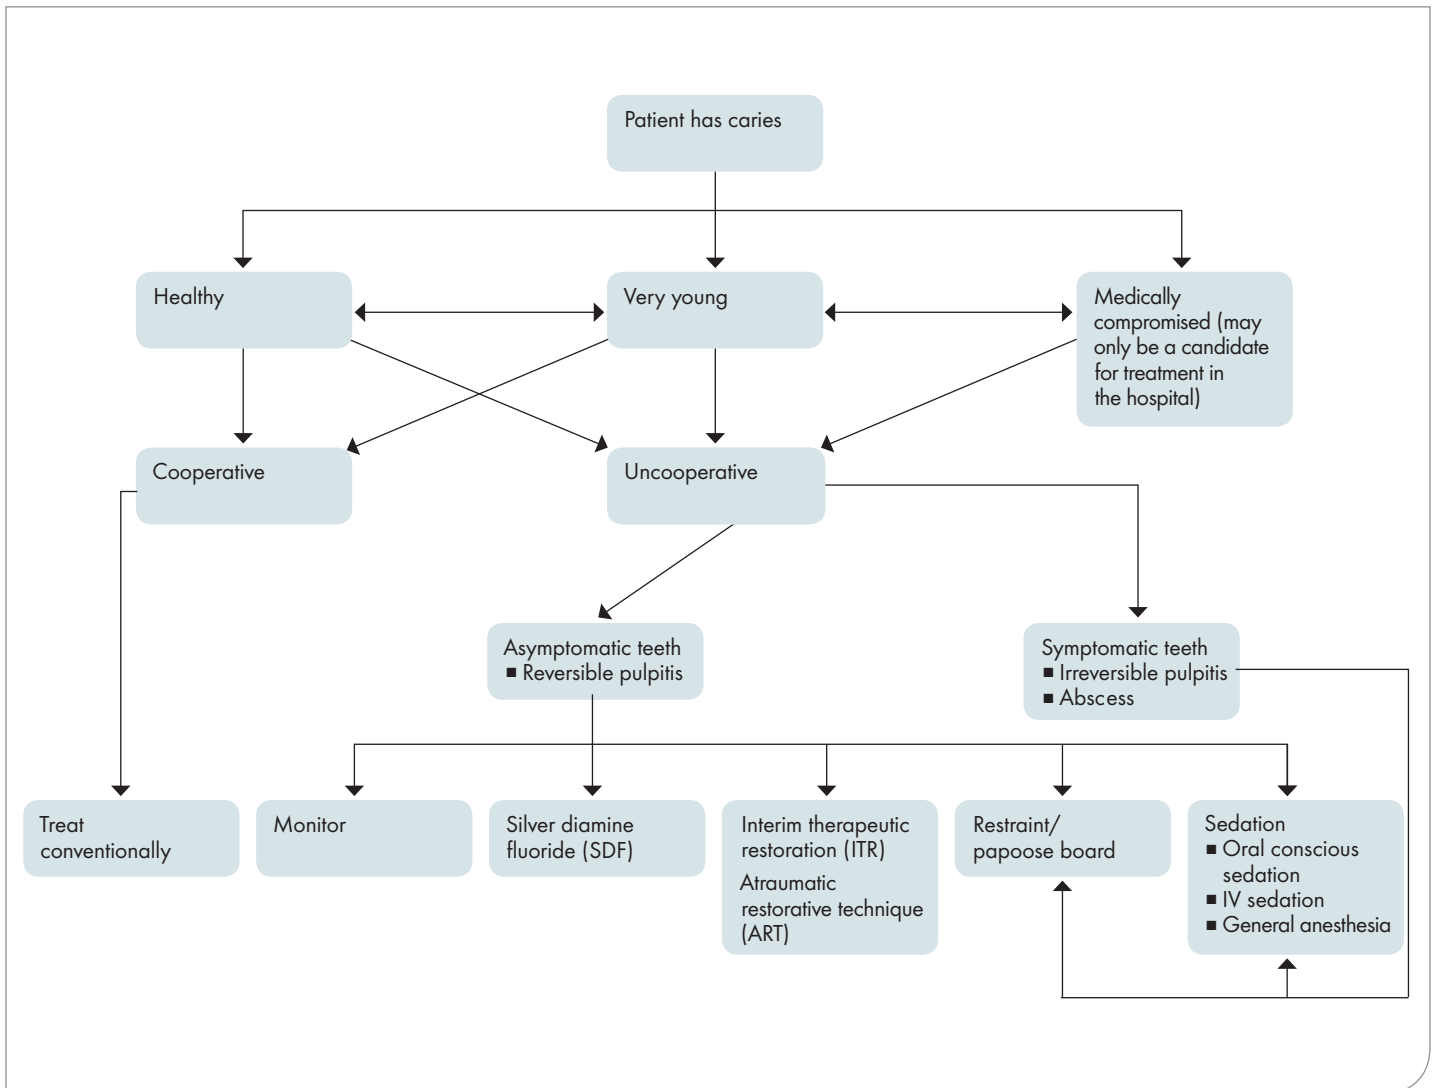 Patient has caries
Healthy
Very young
Medically
compromised (may
only be a candidate
for treatment in
the hospital)
Cooperative
Uncooperative
Asymptomatic teeth
■ Reversible pulpitis
Symptomatic teeth
■ Irreversible pulpitis
■ Abscess
Treat
conventionally
Monitor
Silver diamine
fluoride (SDF)
Interim therapeutic
restoration (ITR)
Atraumatic
restorative technique
(ART)
Restraint/
papoose board
Sedation
■ Oral conscious
sedation
■ IV sedation
■ General anesthesia